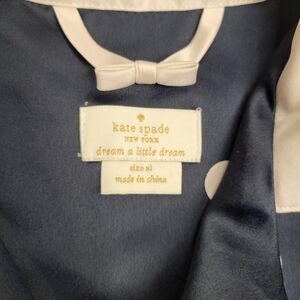 kate spade
NEW YORK
dream a little dream
size xl
made in china